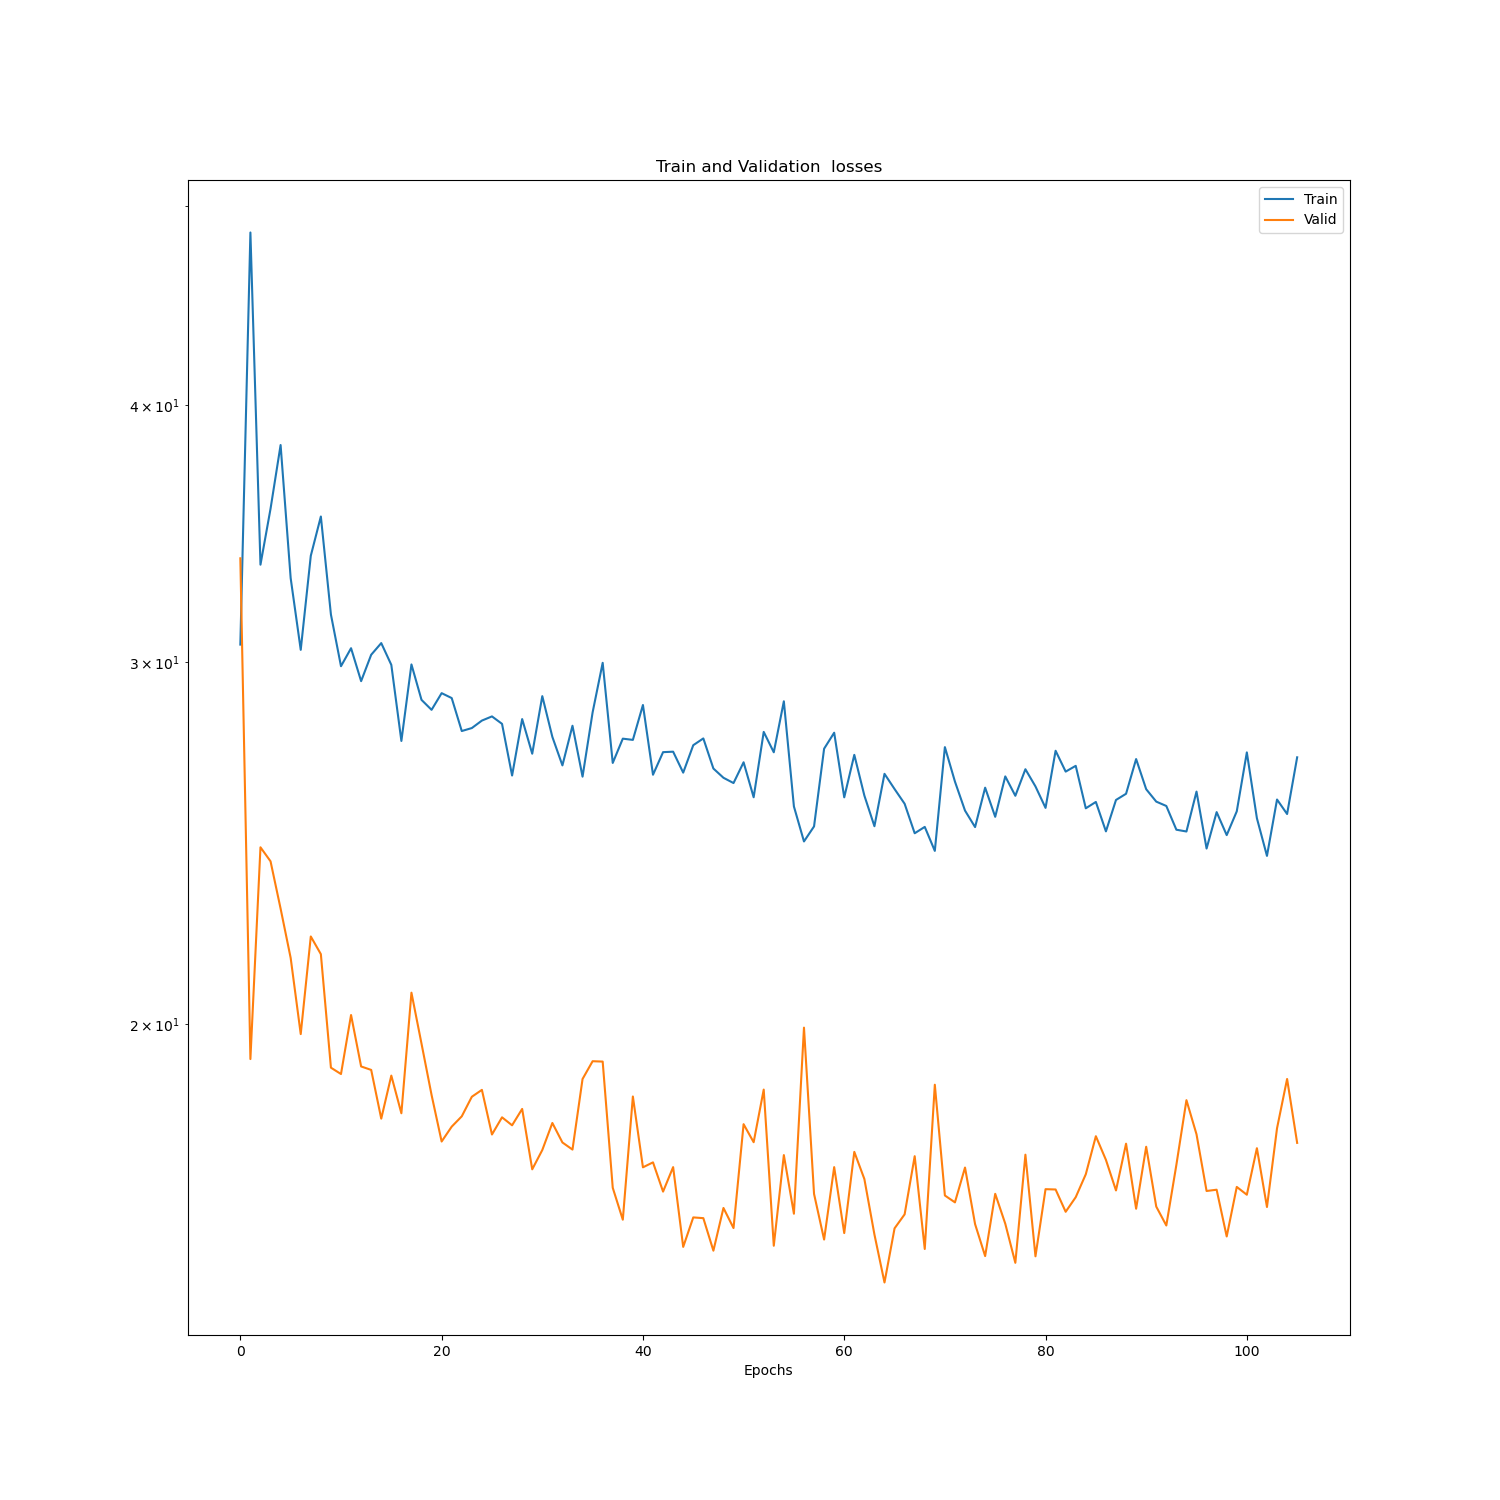 Train and Validation  losses
Train
Valid
4 × 10¹
3 × 10¹
2 × 10¹
0 20 40 60 80 100
Epochs